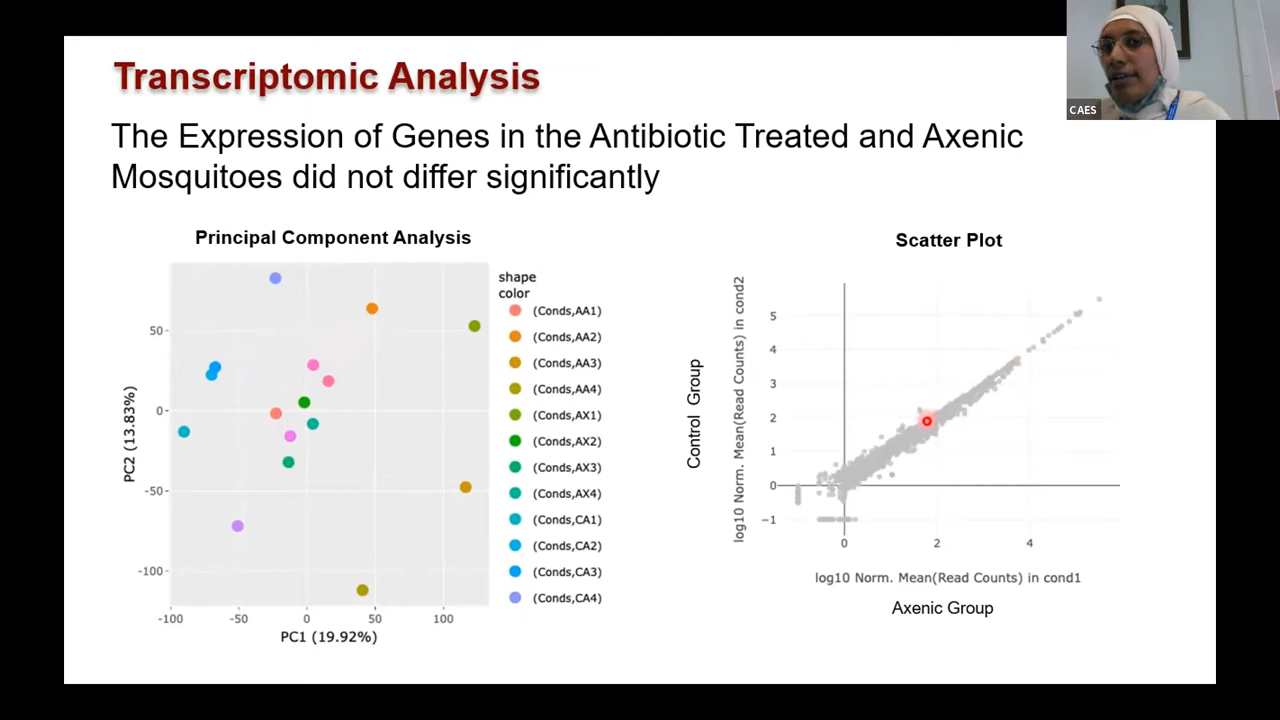 Transcriptomic Analysis
CAES
The Expression of Genes in the Antibiotic Treated and Axenic
Mosquitoes did not differ significantly
Principal Component Analysis
PC2 (13.83%)
50
0
-50
-100
-100
-50
0
50
100
PC1 (19.92%)
shape
color
(Conds,AA1)
(Conds,AA2)
(Conds,AA3)
(Conds,AA4)
(Conds,AX1)
(Conds,AX2)
(Conds,AX3)
(Conds,AX4)
(Conds,CA1)
(Conds,CA2)
(Conds,CA3)
(Conds,CA4)
Scatter Plot
Control Group
log10 Norm. Mean(Read Counts) in cond2
5
4
3
2
1
0
−1
0
2
4
log10 Norm. Mean(Read Counts) in cond1
Axenic Group